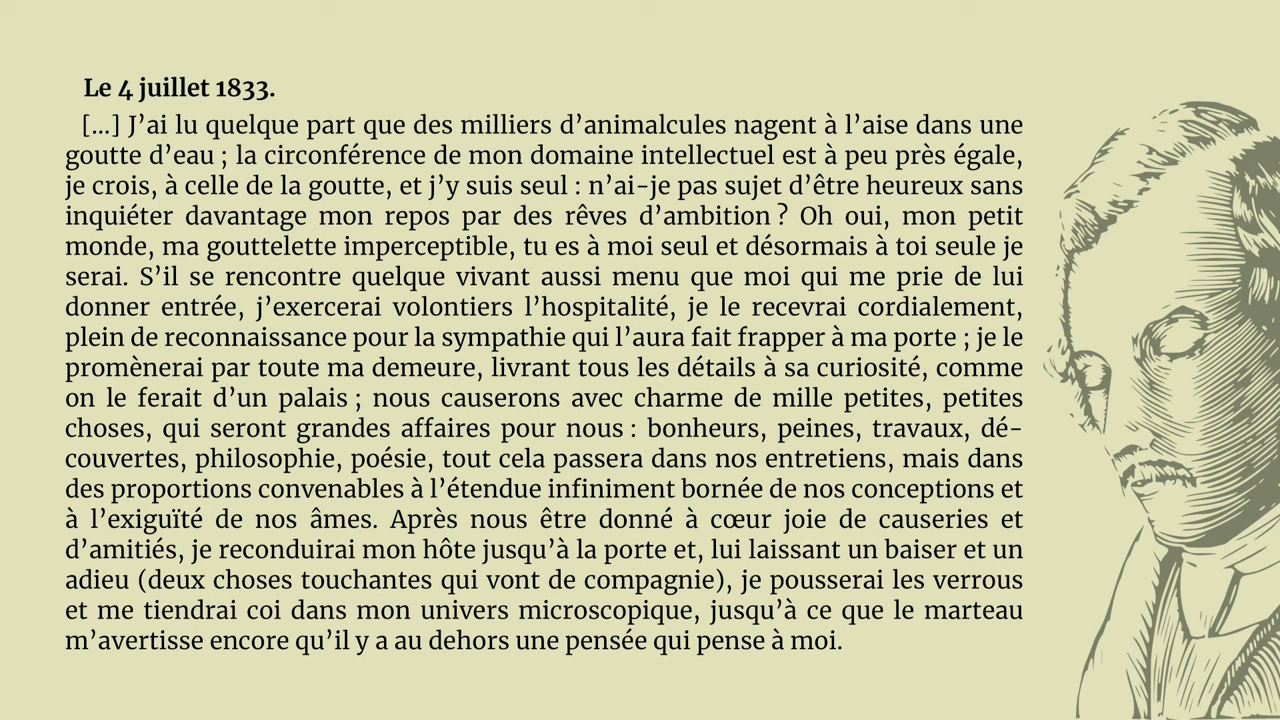 Le 4 juillet 1833.
[...] J’ai lu quelque part que des milliers d’animalcules nagent à l’aise dans une
goutte d’eau ; la circonférence de mon domaine intellectuel est à peu près égale,
je crois, à celle de la goutte, et j’y suis seul : n’ai-je pas sujet d’être heureux sans
inquiéter davantage mon repos par des rêves d’ambition ? Oh oui, mon petit
monde, ma gouttelette imperceptible, tu es à moi seul et désormais à toi seule je
serai. S’il se rencontre quelque vivant aussi menu que moi qui me prie de lui
donner entrée, j’exercerai volontiers l’hospitalité, je le recevrai cordialement,
plein de reconnaissance pour la sympathie qui l’aura fait frapper à ma porte ; je le
promènerai par toute ma demeure, livrant tous les détails à sa curiosité, comme
on le ferait d’un palais ; nous causerons avec charme de mille petites, petites
choses, qui seront grandes affaires pour nous : bonheurs, peines, travaux, dé-
couvertes, philosophie, poésie, tout cela passera dans nos entretiens, mais dans
des proportions convenables à l’étendue infiniment bornée de nos conceptions et
à l’exiguïté de nos âmes. Après nous être donné à cœur joie de causeries et
d’amitiés, je reconduirai mon hôte jusqu’à la porte et, lui laissant un baiser et un
adieu (deux choses touchantes qui vont de compagnie), je pousserai les verrous
et me tiendrai coi dans mon univers microscopique, jusqu’à ce que le marteau
m’avertisse encore qu’il y a au dehors une pensée qui pense à moi.